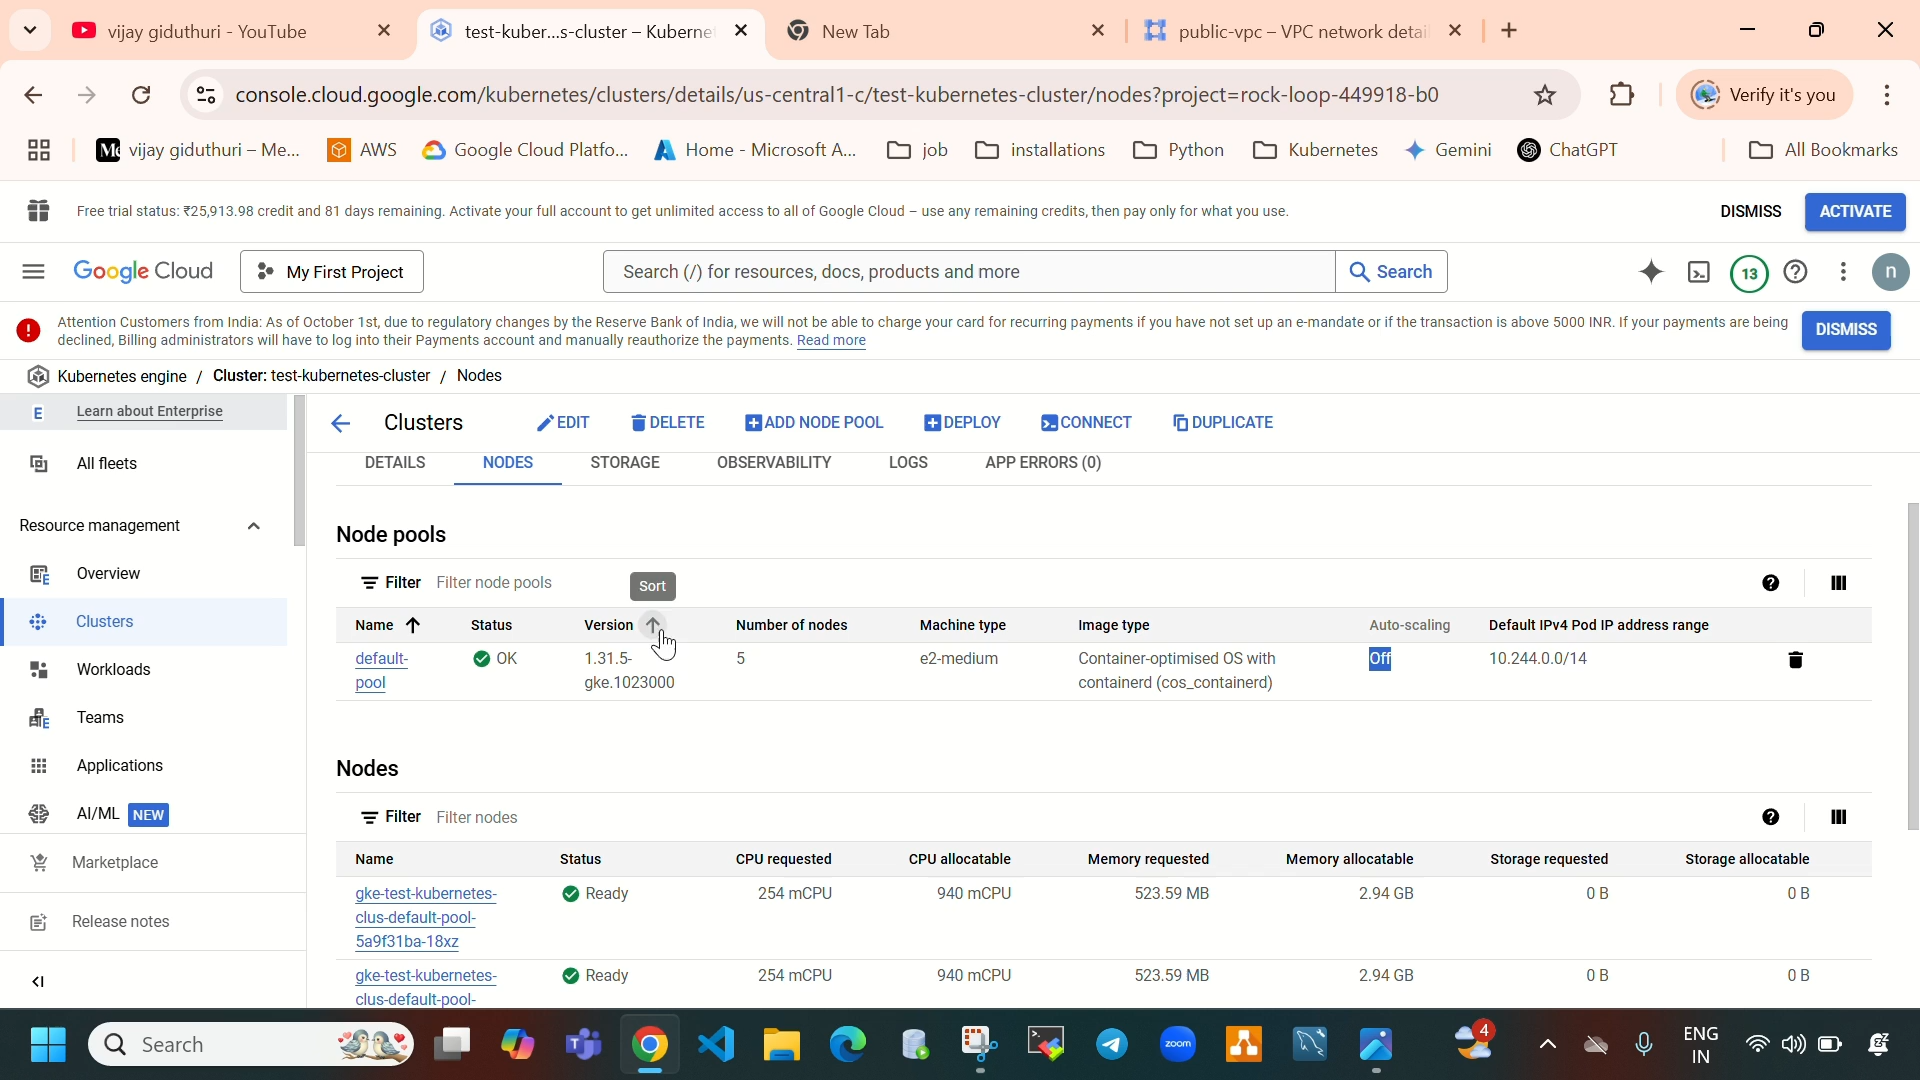 vijay giduthuri - YouTube
test-kuber...s-cluster – Kubernet
New Tab
public-vpc – VPC network detail
console.cloud.google.com/kubernetes/clusters/details/us-central1-c/test-kubernetes-cluster/nodes?project=rock-loop-449918-b0
Verify it's you
vijay giduthuri – Me...
AWS
Google Cloud Platfo...
Home - Microsoft A...
job
installations
Python
Kubernetes
Gemini
ChatGPT
All Bookmarks
Free trial status: ₹25,913.98 credit and 81 days remaining. Activate your full account to get unlimited access to all of Google Cloud – use any remaining credits, then pay only for what you use.
DISMISS
ACTIVATE
Google Cloud
My First Project
Search (/) for resources, docs, products and more
Search
13
n
Attention Customers from India: As of October 1st, due to regulatory changes by the Reserve Bank of India, we will not be able to charge your card for recurring payments if you have not set up an e-mandate or if the transaction is above 5000 INR. If your payments are being
declined, Billing administrators will have to log into their Payments account and manually reauthorize the payments. Read more
DISMISS
Kubernetes engine / Cluster: test-kubernetes-cluster / Nodes
E Learn about Enterprise
All fleets
Resource management
Overview
Clusters
Workloads
Teams
Applications
AI/ML NEW
Marketplace
Release notes
Clusters
EDIT
DELETE
ADD NODE POOL
DEPLOY
CONNECT
DUPLICATE
DETAILS
NODES
STORAGE
OBSERVABILITY
LOGS
APP ERRORS (0)
Node pools
Filter Filter node pools
Sort
Name Status Version Number of nodes Machine type Image type Auto-scaling Default IPv4 Pod IP address range
default- OK 1.31.5- 5 e2-medium Container-optimised OS with Off 10.244.0.0/14
pool gke.1023000 containerd (cos_containerd)
Nodes
Filter Filter nodes
Name Status CPU requested CPU allocatable Memory requested Memory allocatable Storage requested Storage allocatable
gke-test-kubernetes- Ready 254 mCPU 940 mCPU 523.59 MB 2.94 GB 0 B 0 B
clus-default-pool-
5a9f31ba-18xz
gke-test-kubernetes- Ready 254 mCPU 940 mCPU 523.59 MB 2.94 GB 0 B 0 B
clus-default-pool-
Search
zoom
4
ENG
IN